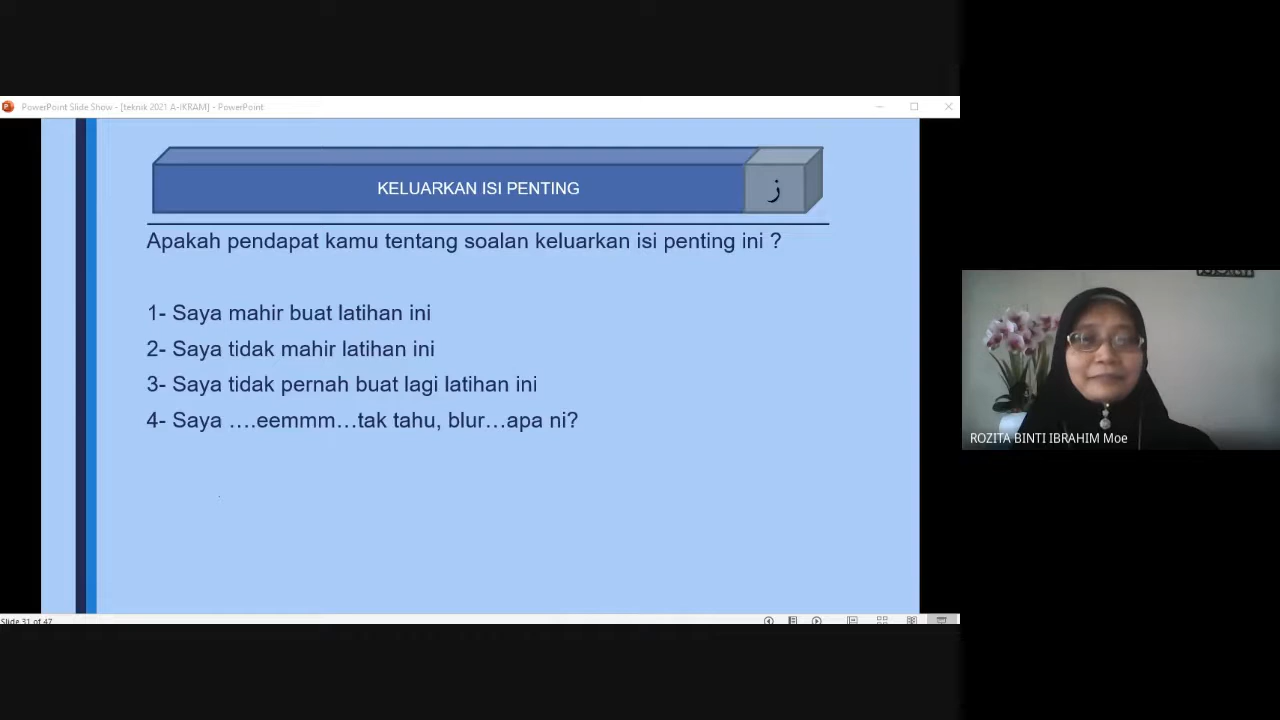 PowerPoint Slide Show - [teknik 2021 A-IKRAM] - PowerPoint
KELUARKAN ISI PENTING
ز
Apakah pendapat kamu tentang soalan keluarkan isi penting ini ?
1- Saya mahir buat latihan ini
2- Saya tidak mahir latihan ini
3- Saya tidak pernah buat lagi latihan ini
4- Saya ….eemmm…tak tahu, blur…apa ni?
ROZITA BINTI IBRAHIM Moe
Slide 31 of 47